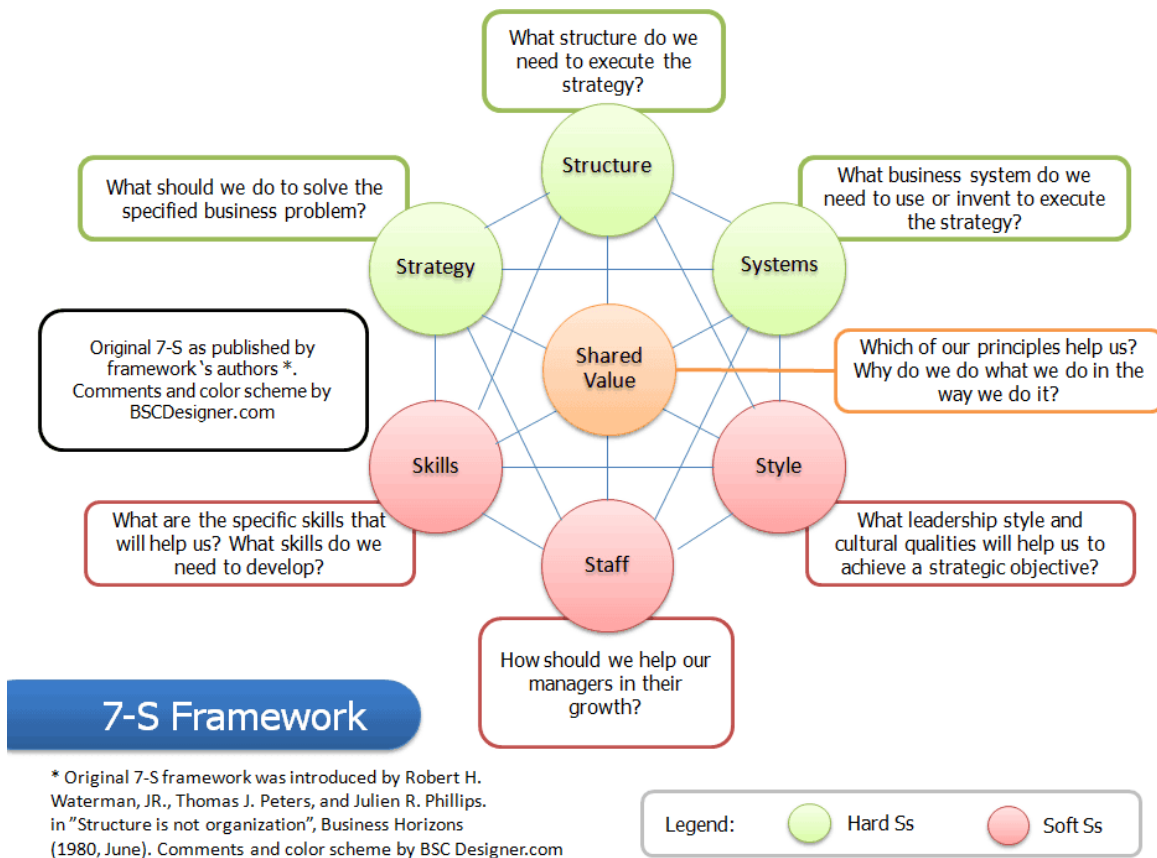 What structure do we
need to execute the
strategy?
Structure
What should we do to solve the
specified business problem?
What business system do we
need to use or invent to execute
the strategy?
Strategy
Systems
Original 7-S as published by
framework‘s authors *.
Comments and color scheme by
BSCDesigner.com
Shared
Value
Which of our principles help us?
Why do we do what we do in the
way we do it?
Skills
Style
What are the specific skills that
will help us? What skills do we
need to develop?
Staff
What leadership style and
cultural qualities will help us to
achieve a strategic objective?
How should we help our
managers in their
growth?
7-S Framework
* Original 7-S framework was introduced by Robert H.
Waterman, JR., Thomas J. Peters, and Julien R. Phillips.
in ”Structure is not organization”, Business Horizons
(1980, June). Comments and color scheme by BSC Designer.com
Legend:
Hard Ss
Soft Ss